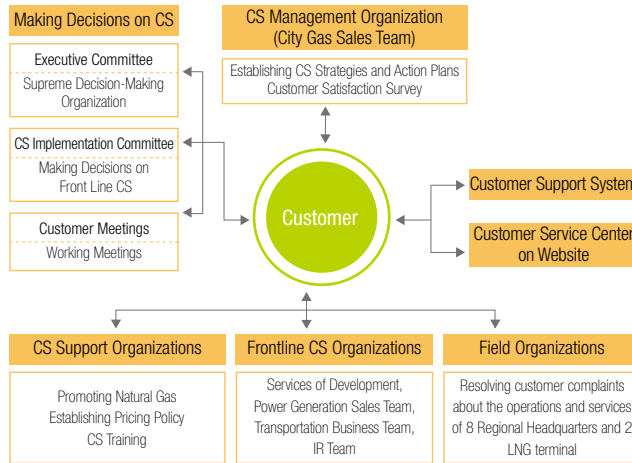 Making Decisions on CS
Executive Committee
Supreme Decision-Making
Organization
CS Implementation Committee
Making Decisions on
Front Line CS
Customer Meetings
Working Meetings
CS Management Organization
(City Gas Sales Team)
Establishing CS Strategies and Action Plans
Customer Satisfaction Survey
Customer
Customer Support System
Customer Service Center
on Website
CS Support Organizations
Promoting Natural Gas
Establishing Pricing Policy
CS Training
Frontline CS Organizations
Services of Development,
Power Generation Sales Team,
Transportation Business Team,
IR Team
Field Organizations
Resolving customer complaints
about the operations and services
of 8 Regional Headquarters and 2
LNG terminal